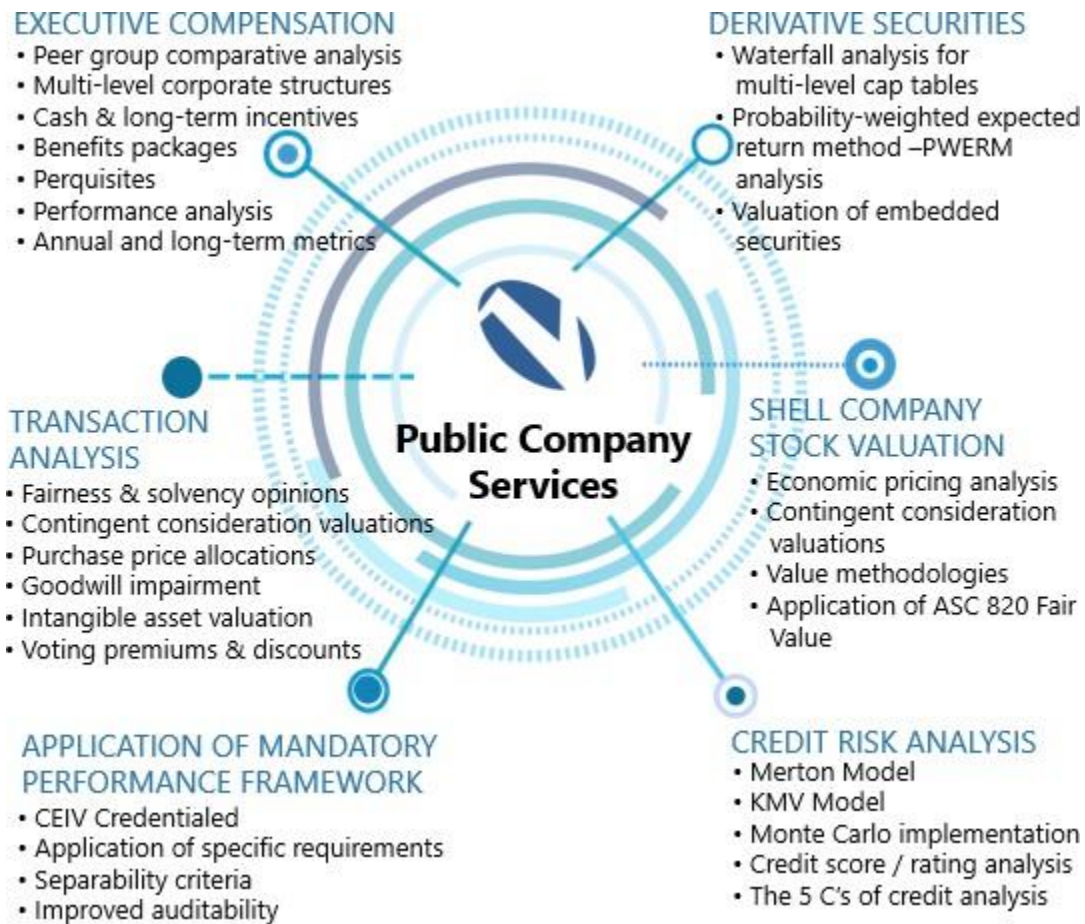 EXECUTIVE COMPENSATION
• Peer group comparative analysis
• Multi-level corporate structures
• Cash & long-term incentives
• Benefits packages
• Perquisites
• Performance analysis
• Annual and long-term metrics
DERIVATIVE SECURITIES
• Waterfall analysis for
multi-level cap tables
• Probability-weighted expected
return method –PWERM
analysis
• Valuation of embedded
securities
Public Company
Services
TRANSACTION
ANALYSIS
• Fairness & solvency opinions
• Contingent consideration valuations
• Purchase price allocations
• Goodwill impairment
• Intangible asset valuation
• Voting premiums & discounts
SHELL COMPANY
STOCK VALUATION
• Economic pricing analysis
• Contingent consideration
valuations
• Value methodologies
• Application of ASC 820 Fair
Value
APPLICATION OF MANDATORY
PERFORMANCE FRAMEWORK
• CEIV Credentialed
• Application of specific requirements
• Separability criteria
• Improved auditability
CREDIT RISK ANALYSIS
• Merton Model
• KMV Model
• Monte Carlo implementation
• Credit score / rating analysis
• The 5 C's of credit analysis